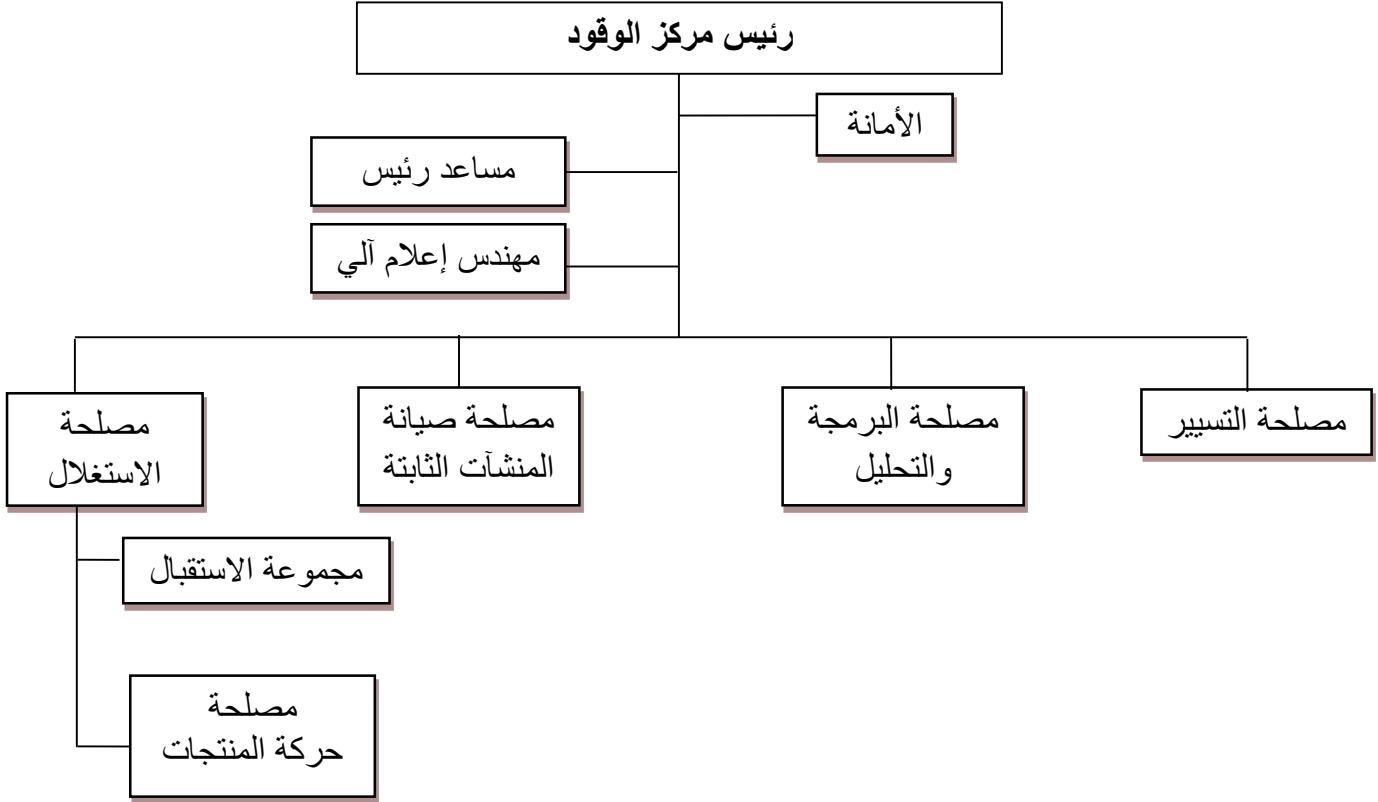 رئيس مركز الوقود
الأمانة
مساعد رئيس
مهندس إعلام آلي
مصلحة التسيير
مصلحة البرمجة
والتحليل
مصلحة صيانة
المنشآت الثابتة
مصلحة
الاستغلال
مجموعة الاستقبال
مصلحة
حركة المنتجات